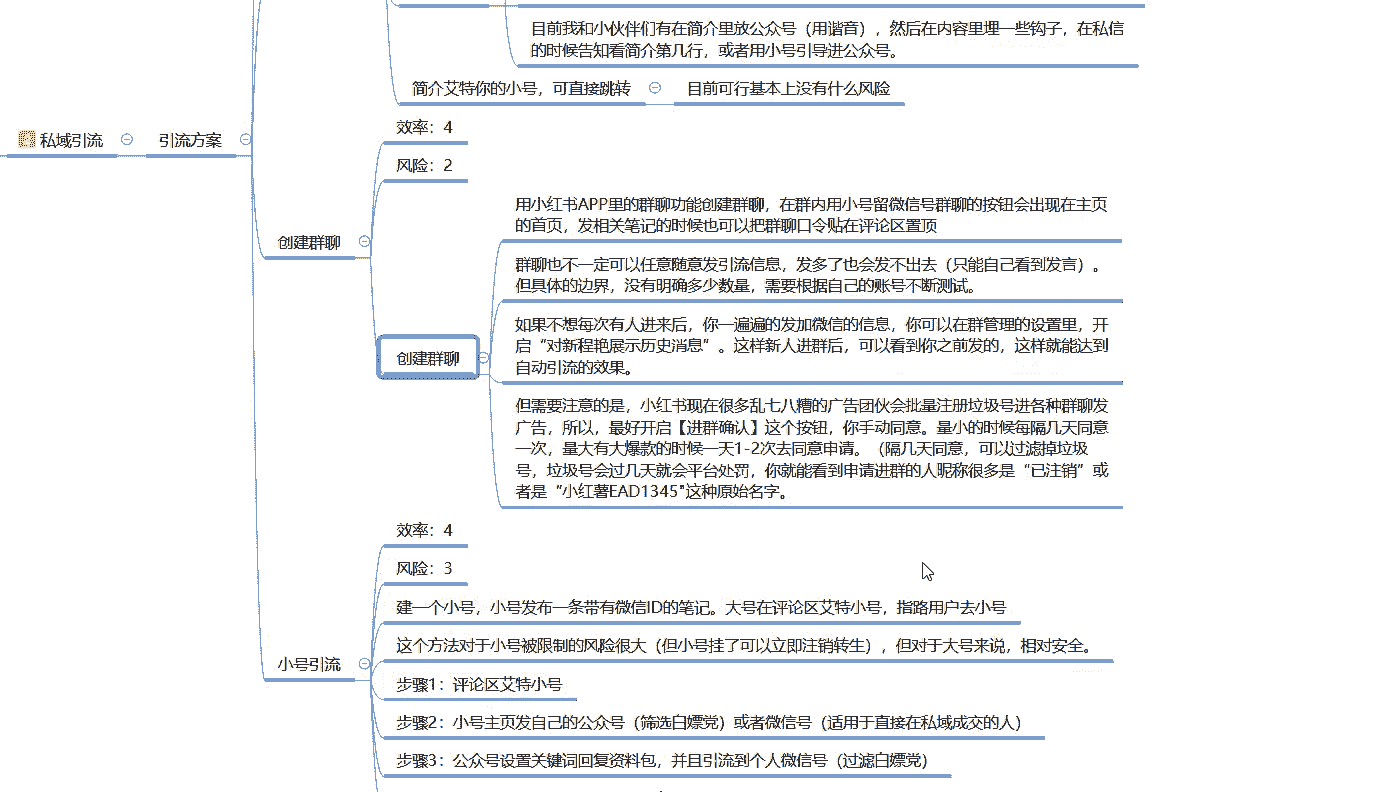 目前我和小伙伴们有在简介里放公众号（用谐音），然后在内容里埋一些钩子，在私信
的时候告知看简介第几行，或者用小号引导进公众号。
简介艾特你的小号，可直接跳转
目前可行基本上没有什么风险
私域引流
引流方案
效率：4
风险：2
创建群聊
用小红书APP里的群聊功能创建群聊，在群内用小号留微信号群聊的按钮会出现在主页
的首页，发相关笔记的时候也可以把群聊口令贴在评论区置顶
群聊也不一定可以任意随意发引流信息，发多了也会发不出去（只能自己看到发言）。
但具体的边界，没有明确多少数量，需要根据自己的账号不断测试。
创建群聊
如果不想每次有人进来后，你一遍遍的发加微信的信息，你可以在群管理的设置里，开
启“对新程艳展示历史消息”。这样新人进群后，可以看到你之前发的，这样就能达到
自动引流的效果。
但需要注意的是，小红书现在很多乱七八糟的广告团伙会批量注册垃圾号进各种群聊发
广告，所以，最好开启【进群确认】这个按钮，你手动同意。量小的时候每隔几天同意
一次，量大有大爆款的时候一天1-2次去同意申请。（隔几天同意，可以过滤掉垃圾
号，垃圾号会过几天就会平台处罚，你就能看到申请进群的人昵称很多是“已注销”或
者是“小红薯EAD1345"这种原始名字。
效率：4
风险：3
建一个小号，小号发布一条带有微信ID的笔记。大号在评论区艾特小号，指路用户去小号
这个方法对于小号被限制的风险很大（但小号挂了可以立即注销转生），但对于大号来说，相对安全。
小号引流
步骤1：评论区艾特小号
步骤2：小号主页发自己的公众号（筛选白嫖党）或者微信号（适用于直接在私域成交的人）
步骤3：公众号设置关键词回复资料包，并且引流到个人微信号（过滤白嫖党）